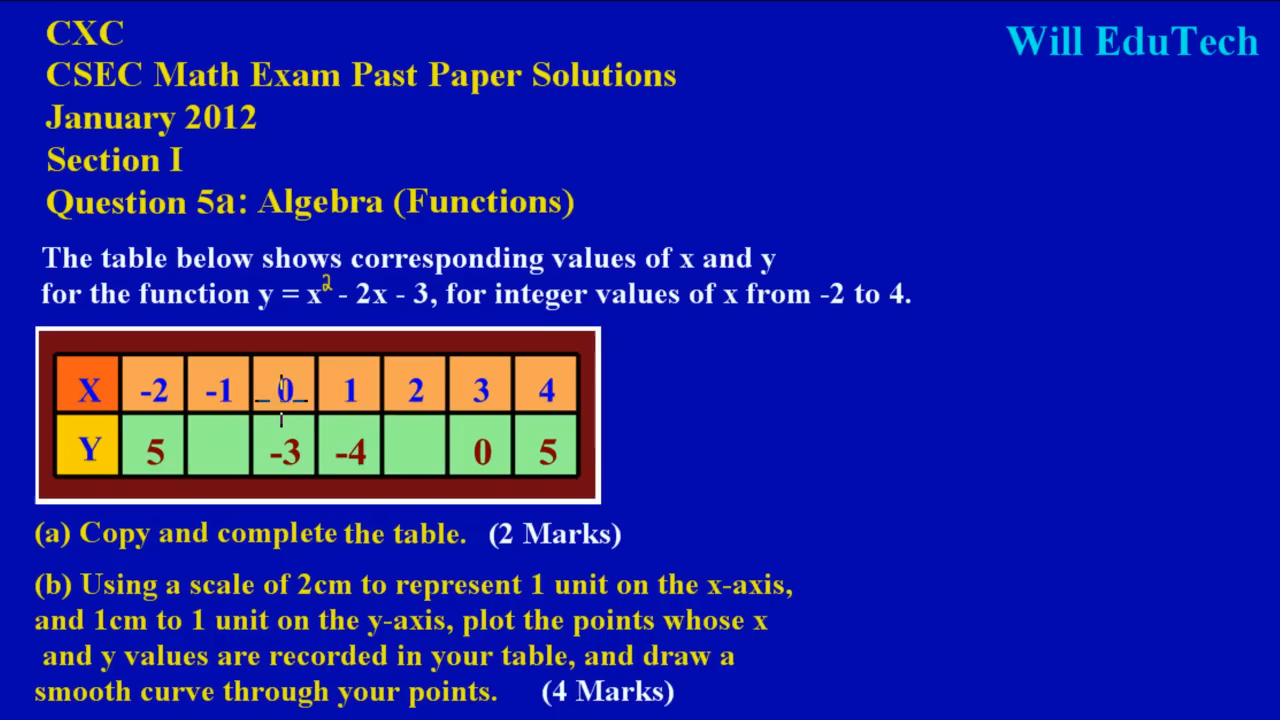 CXC
Will EduTech
CSEC Math Exam Past Paper Solutions
January 2012
Section I
Question 5a: Algebra (Functions)
The table below shows corresponding values of x and y
for the function y = x² - 2x - 3, for integer values of x from -2 to 4.
X -2 -1 0 1 2 3 4
Y 5 -3 -4 0 5
(a) Copy and complete the table. (2 Marks)
(b) Using a scale of 2cm to represent 1 unit on the x-axis,
and 1cm to 1 unit on the y-axis, plot the points whose x
and y values are recorded in your table, and draw a
smooth curve through your points. (4 Marks)